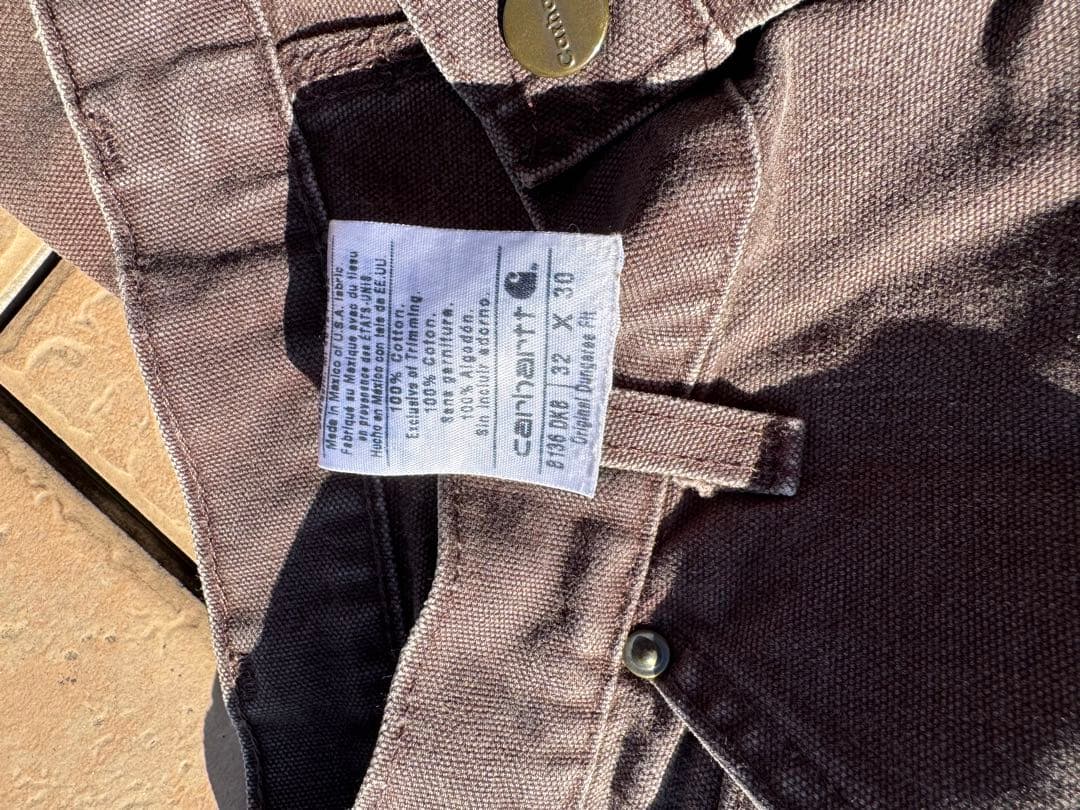 Made in Mexico of U.S.A. fabric
Fabriqué au Mexique avec du tissu
en provenance des ÉTATS-UNIS
Hecho en México con tela de EE.UU.
100% Cotton.
Exclusive of Trimming.
100% Coton.
Sans garniture.
100% Algodón.
Sin incluir adorno.
carhartt
B136 DKB 32 X 30
Original Dungaree Fit
Carha